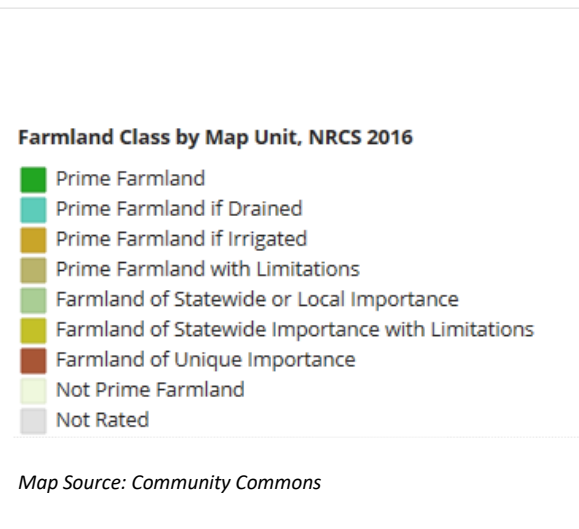 Farmland Class by Map Unit, NRCS 2016
Prime Farmland
Prime Farmland if Drained
Prime Farmland if Irrigated
Prime Farmland with Limitations
Farmland of Statewide or Local Importance
Farmland of Statewide Importance with Limitations
Farmland of Unique Importance
Not Prime Farmland
Not Rated
Map Source: Community Commons